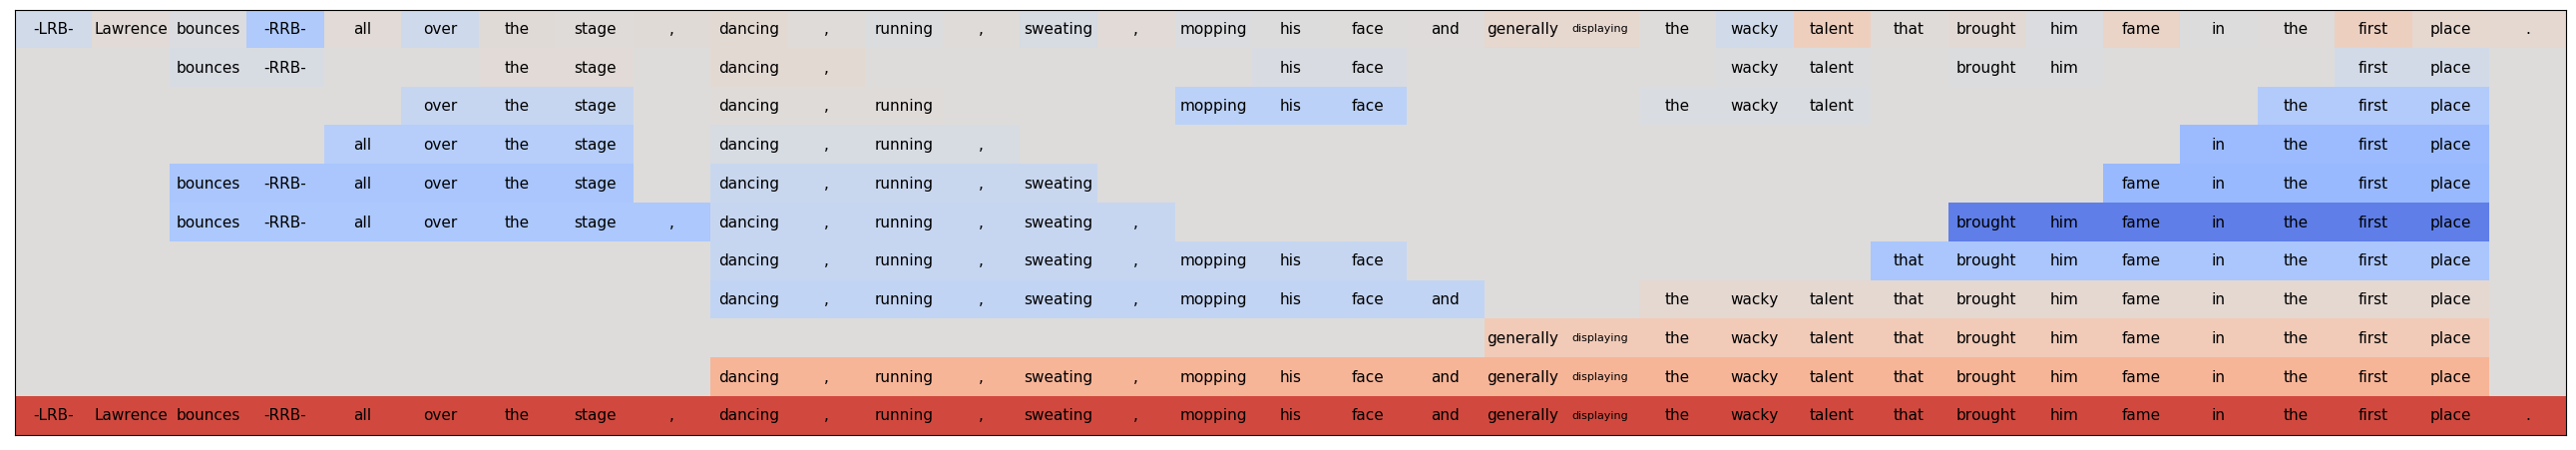 -LRB- Lawrence bounces -RRB- all over the stage , dancing , running , sweating , mopping his face and generally displaying the wacky talent that brought him fame in the first place .
bounces -RRB- the stage dancing , his face wacky talent brought him first place
over the stage dancing , running mopping his face the wacky talent the first place
all over the stage dancing , running , in the first place
bounces -RRB- all over the stage dancing , running , sweating fame in the first place
bounces -RRB- all over the stage , dancing , running , sweating , brought him fame in the first place
dancing , running , sweating , mopping his face that brought him fame in the first place
dancing , running , sweating , mopping his face and the wacky talent that brought him fame in the first place
generally displaying the wacky talent that brought him fame in the first place
dancing , running , sweating , mopping his face and generally displaying the wacky talent that brought him fame in the first place
-LRB- Lawrence bounces -RRB- all over the stage , dancing , running , sweating , mopping his face and generally displaying the wacky talent that brought him fame in the first place .